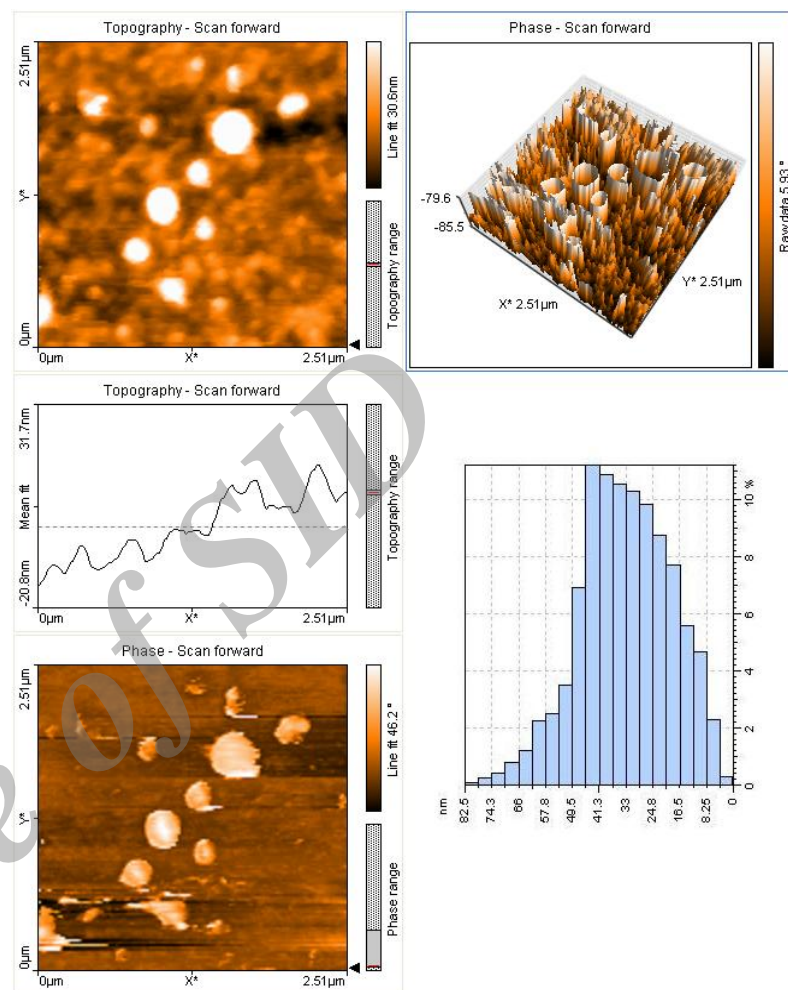 Topography - Scan forward
2.51µm
Y*
0µm
0µm
X*
2.51µm
Line fit 30.6nm
Topography range
Phase - Scan forward
-79.6
-85.5
X* 2.51µm
Y* 2.51µm
Raw data 5.93 °
Topography - Scan forward
31.7nm
Mean fit
-20.8nm
0µm
X*
2.51µm
Topography range
Phase - Scan forward
2.51µm
Y*
0µm
0µm
X*
2.51µm
Line fit 46.2 °
Phase range
%
10
8
6
4
2
0
nm
82.5
74.3
66
57.8
49.5
41.3
33
24.8
16.5
8.25
0
e of SID